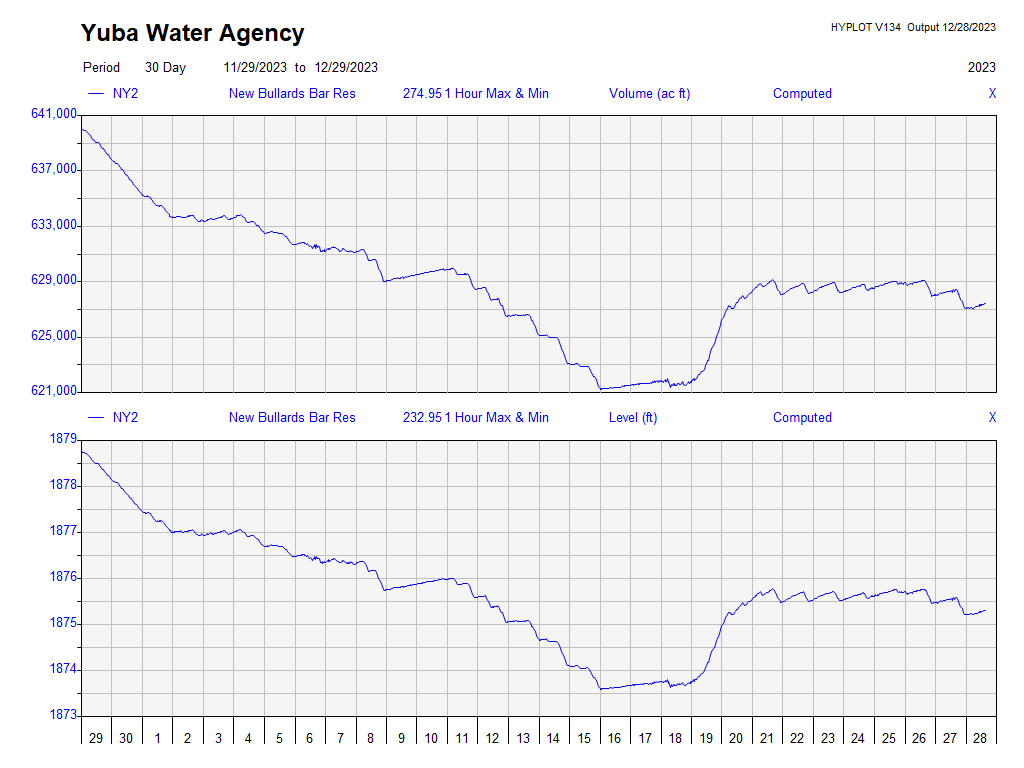 Yuba Water Agency
HYPLOT V134 Output 12/28/2023
Period 30 Day 11/29/2023 to 12/29/2023 2023
NY2 New Bullards Bar Res 274.95 1 Hour Max & Min Volume (ac ft) Computed X
641,000
637,000
633,000
629,000
625,000
621,000
NY2 New Bullards Bar Res 232.95 1 Hour Max & Min Level (ft) Computed X
1879
1878
1877
1876
1875
1874
1873
29 30 1 2 3 4 5 6 7 8 9 10 11 12 13 14 15 16 17 18 19 20 21 22 23 24 25 26 27 28